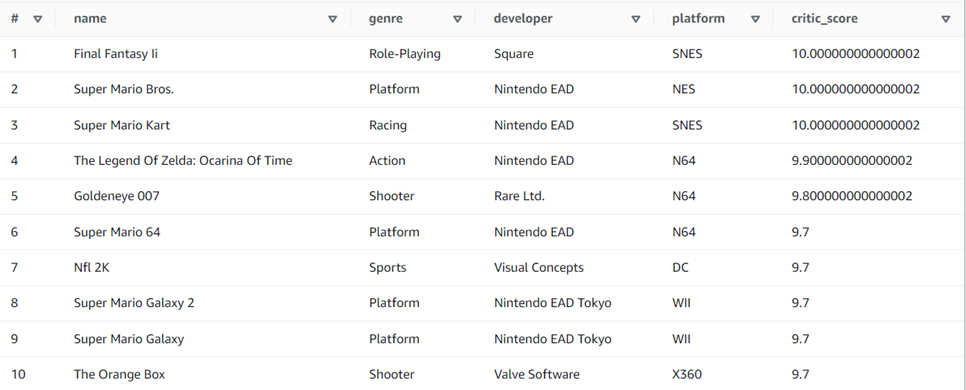 # name genre developer platform critic_score
1 Final Fantasy Ii Role-Playing Square SNES 10.000000000000002
2 Super Mario Bros. Platform Nintendo EAD NES 10.000000000000002
3 Super Mario Kart Racing Nintendo EAD SNES 10.000000000000002
4 The Legend Of Zelda: Ocarina Of Time Action Nintendo EAD N64 9.900000000000002
5 Goldeneye 007 Shooter Rare Ltd. N64 9.800000000000002
6 Super Mario 64 Platform Nintendo EAD N64 9.7
7 Nfl 2K Sports Visual Concepts DC 9.7
8 Super Mario Galaxy 2 Platform Nintendo EAD Tokyo WII 9.7
9 Super Mario Galaxy Platform Nintendo EAD Tokyo WII 9.7
10 The Orange Box Shooter Valve Software X360 9.7